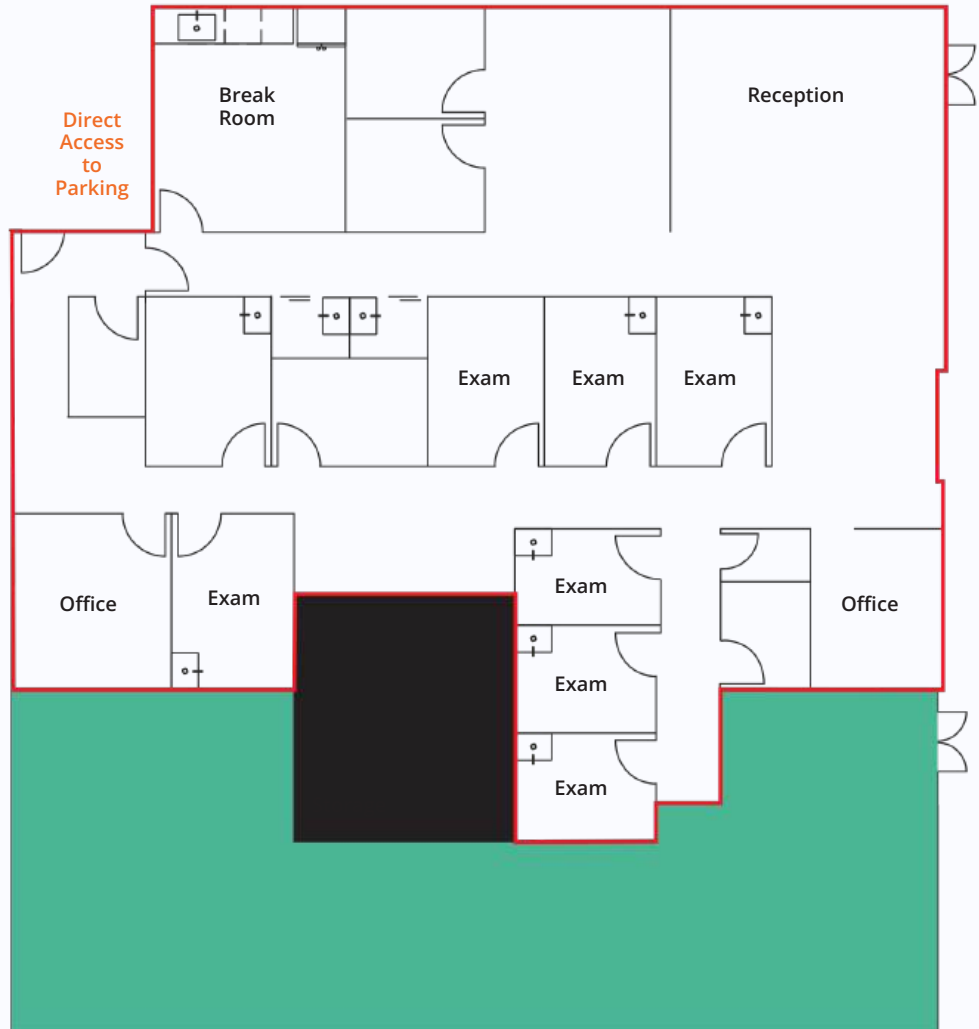 Break
Room
Reception
Direct
Access
to
Parking
Exam
Exam
Exam
Office
Exam
Exam
Office
Exam
Exam